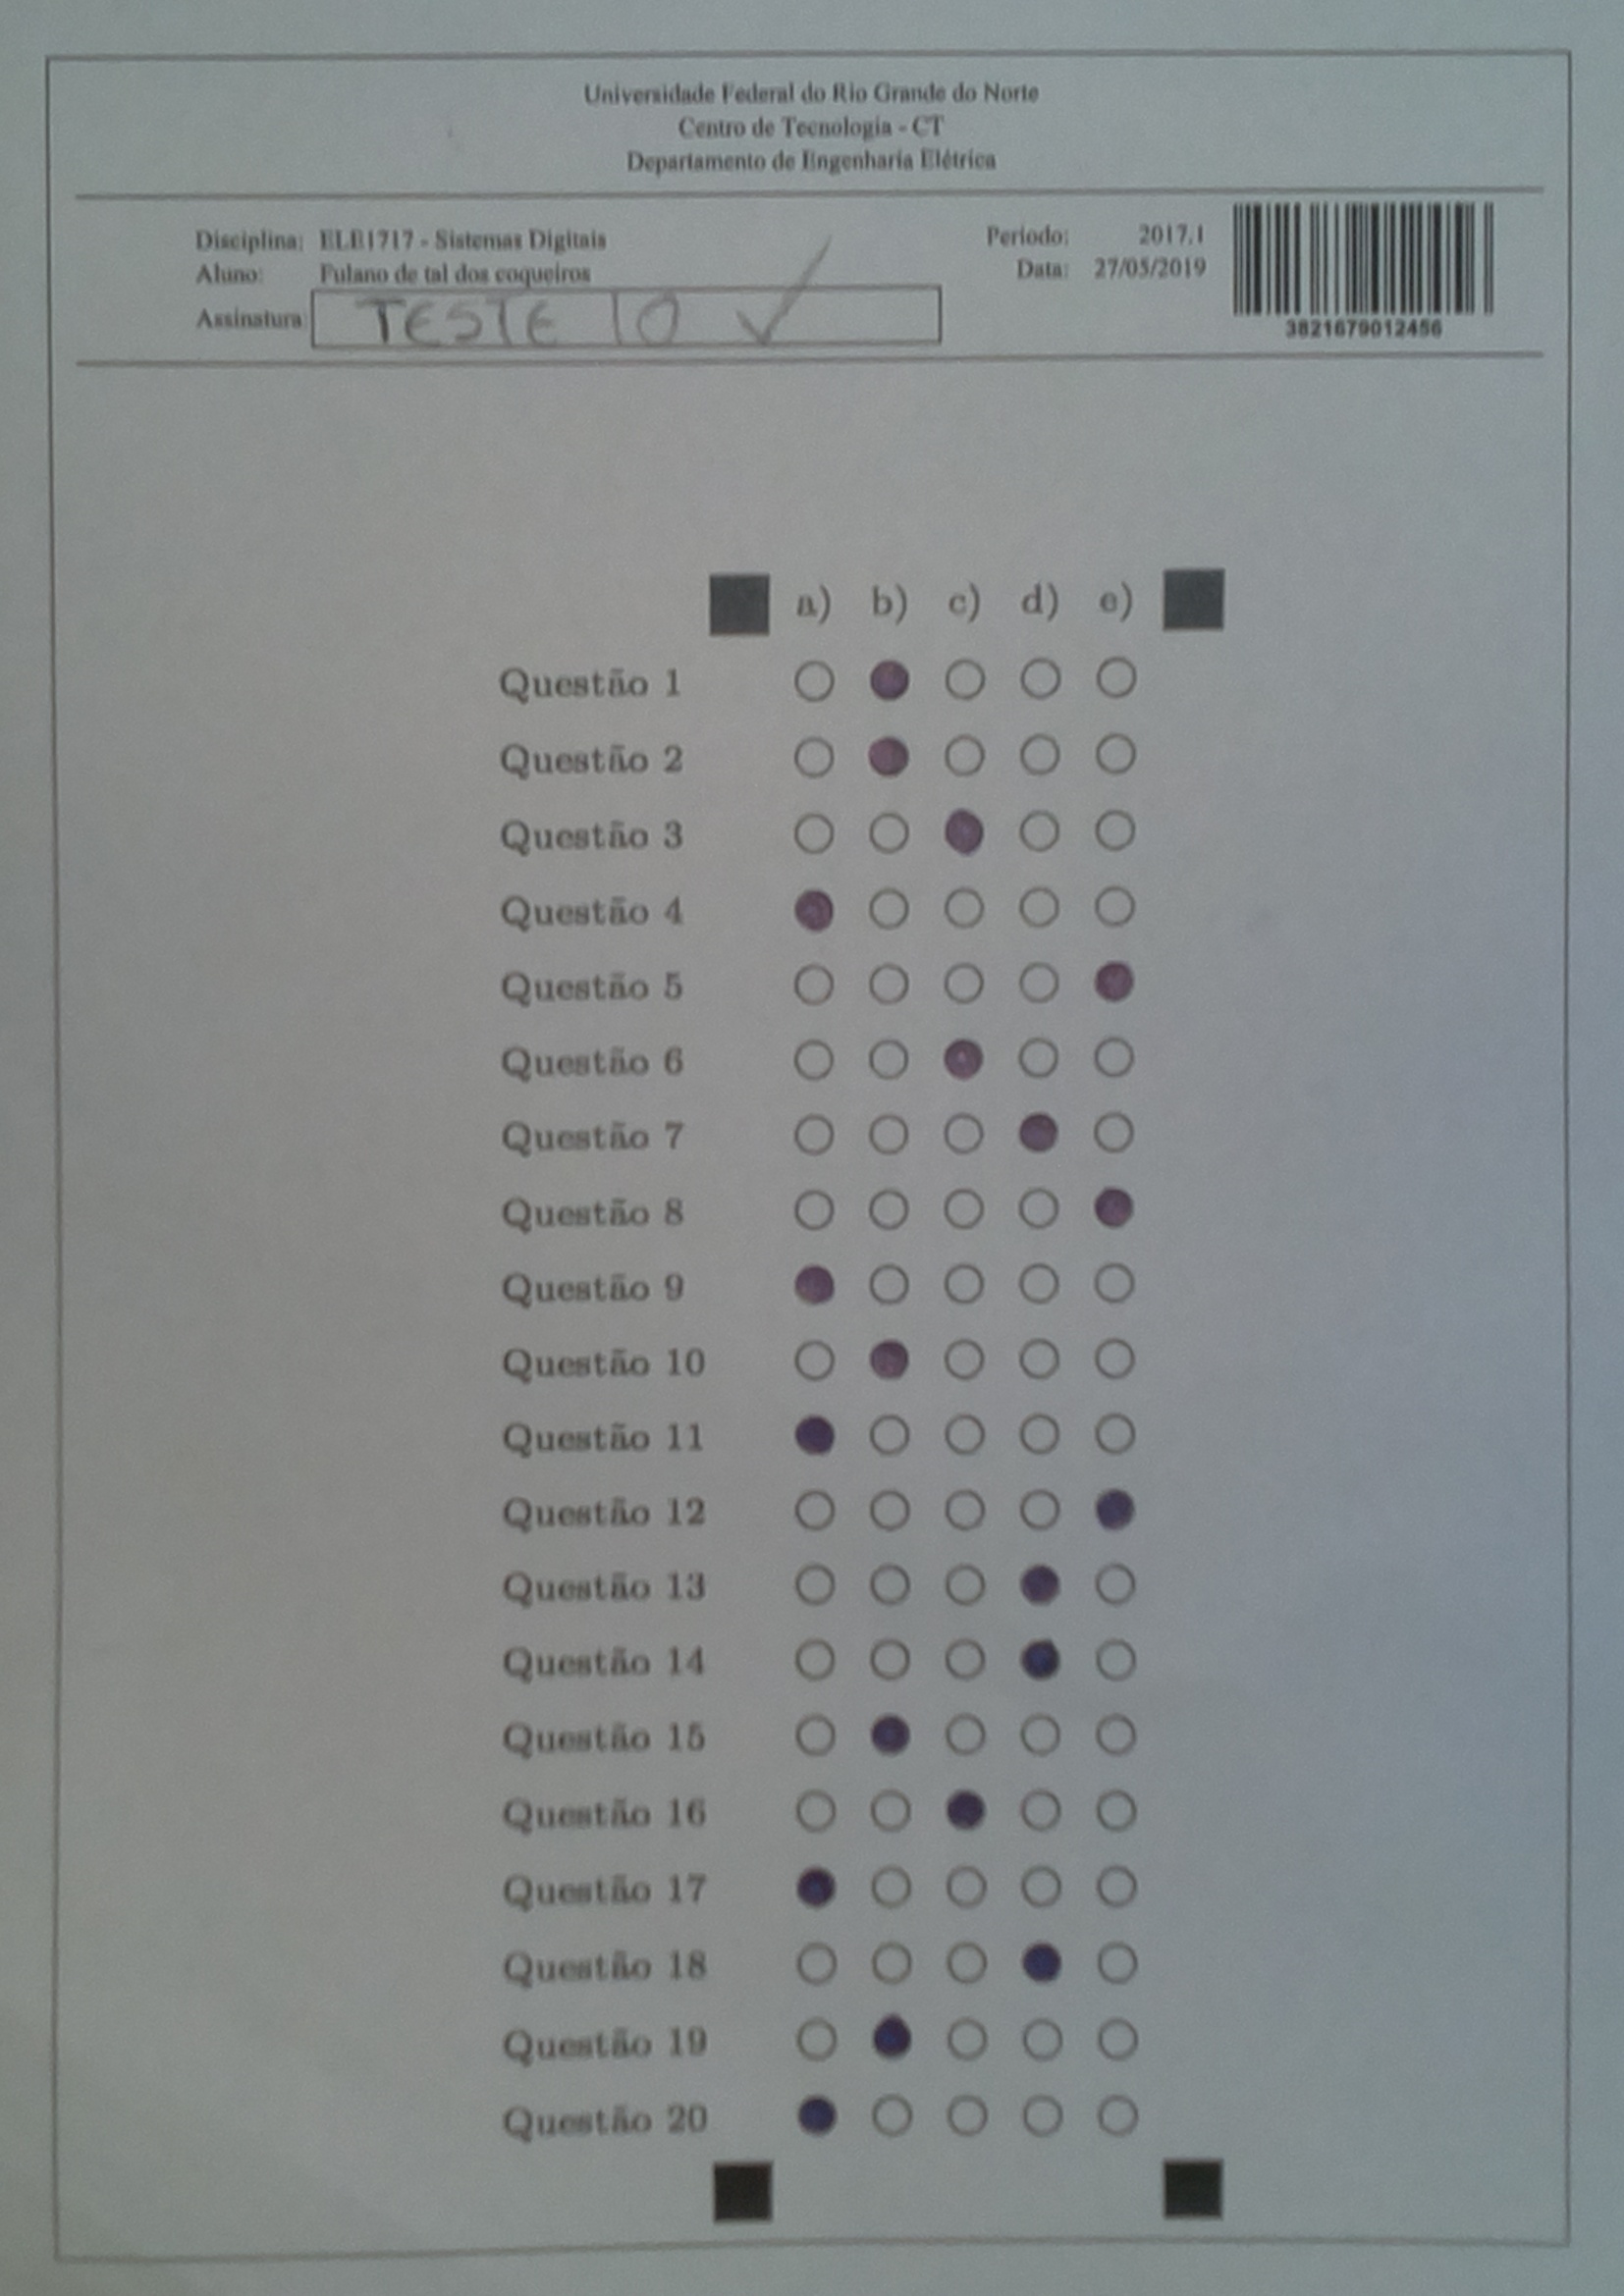 Universidade Federal do Rio Grande do Norte
Centro de Tecnologia - CT
Departamento de Engenharia Elétrica
Disciplina: ELE1717 - Sistemas Digitais
Aluno: Fulano de tal dos coqueiros
Assinatura TESTE 10 ✓
Período: 2017.1
Data: 27/05/2019
3821679012456
a) b) c) d) e)
Questão 1
Questão 2
Questão 3
Questão 4
Questão 5
Questão 6
Questão 7
Questão 8
Questão 9
Questão 10
Questão 11
Questão 12
Questão 13
Questão 14
Questão 15
Questão 16
Questão 17
Questão 18
Questão 19
Questão 20